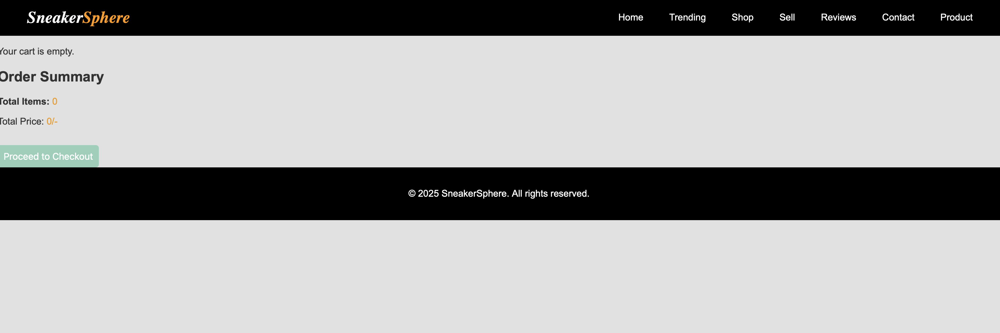 SneakerSphere
Home Trending Shop Sell Reviews Contact Product
Your cart is empty.
Order Summary
Total Items: 0
Total Price: 0/-
Proceed to Checkout
© 2025 SneakerSphere. All rights reserved.